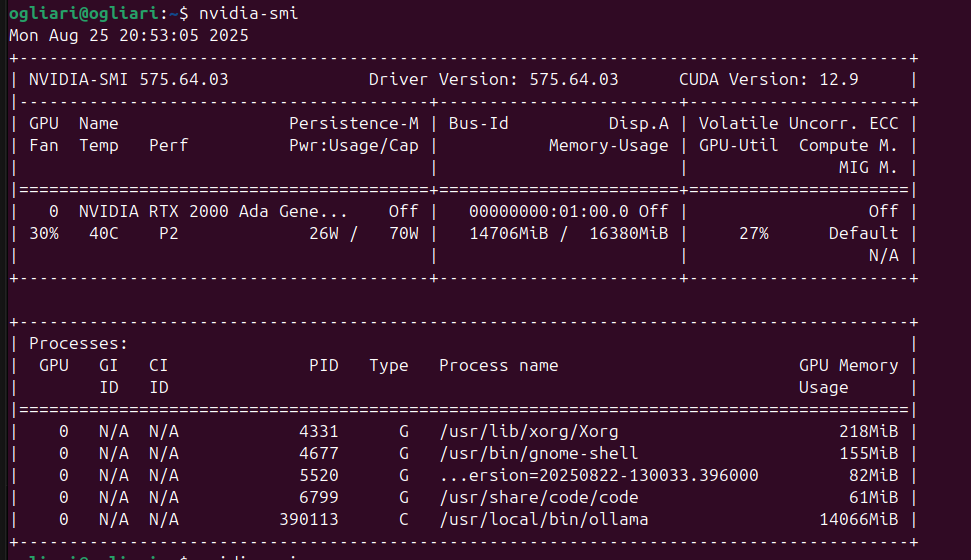 ogliari@ogliari:~$ nvidia-smi
Mon Aug 25 20:53:05 2025
+-----------------------------------------------------------------------------------------+
| NVIDIA-SMI 575.64.03              Driver Version: 575.64.03      CUDA Version: 12.9     |
|-----------------------------------------+------------------------+----------------------+
| GPU  Name                 Persistence-M | Bus-Id          Disp.A | Volatile Uncorr. ECC |
| Fan  Temp   Perf          Pwr:Usage/Cap |           Memory-Usage | GPU-Util  Compute M. |
|                                         |                        |               MIG M. |
|=========================================+========================+======================|
|   0  NVIDIA RTX 2000 Ada Gene...    Off |   00000000:01:00.0 Off |                  Off |
| 30%   40C    P2              26W /   70W |   14706MiB /  16380MiB |     27%      Default |
|                                         |                        |                  N/A |
+-----------------------------------------+------------------------+----------------------+

+-----------------------------------------------------------------------------------------+
| Processes:                                                                              |
|  GPU   GI   CI              PID   Type   Process name                        GPU Memory |
|        ID   ID                                                               Usage      |
|=========================================================================================|
|    0   N/A  N/A            4331      G   /usr/lib/xorg/Xorg                      218MiB |
|    0   N/A  N/A            4677      G   /usr/bin/gnome-shell                    155MiB |
|    0   N/A  N/A            5520      G   ...ersion=20250822-130033.396000         82MiB |
|    0   N/A  N/A            6799      G   /usr/share/code/code                     61MiB |
|    0   N/A  N/A          390113      C   /usr/local/bin/ollama                 14066MiB |
+-----------------------------------------------------------------------------------------+